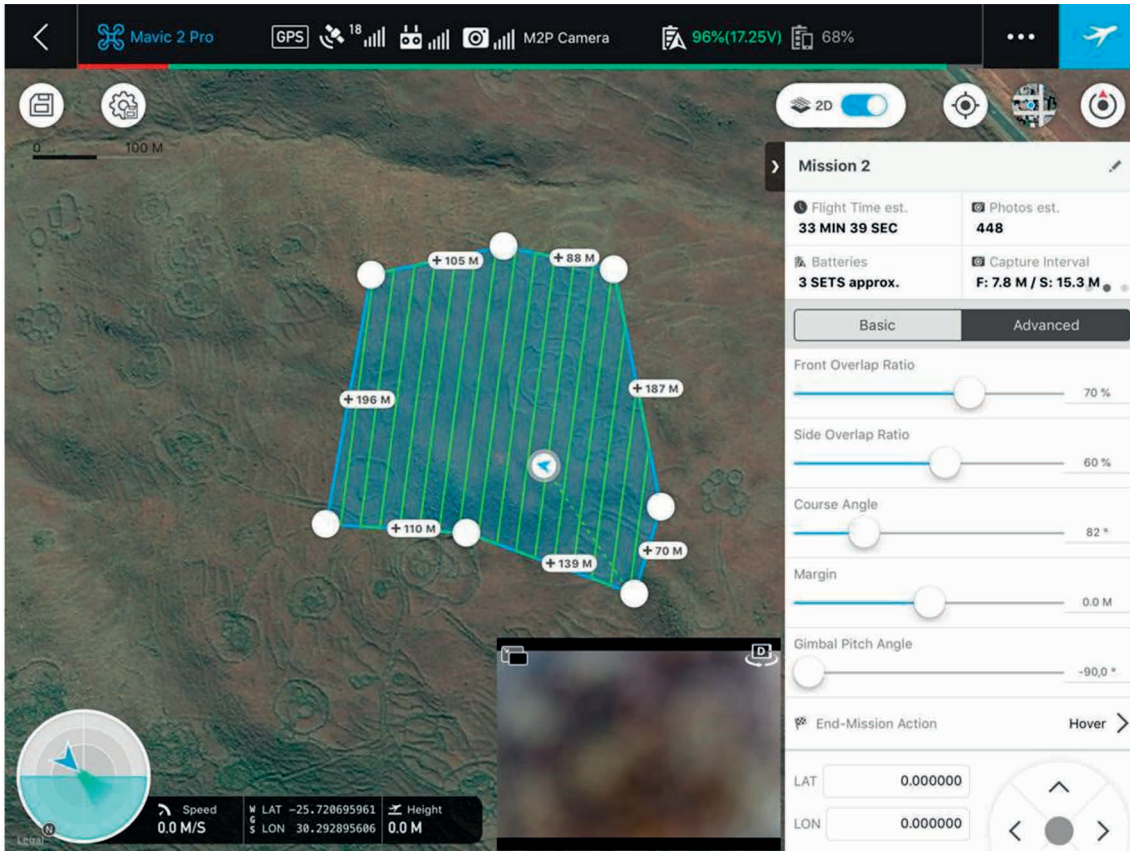 Mavic 2 Pro GPS 18 M2P Camera 96%(17.25V) 68%
2D
0 100 M
Mission 2
Flight Time est.
33 MIN 39 SEC
Photos est.
448
Batteries
3 SETS approx.
Capture Interval
F: 7.8 M / S: 15.3 M
Basic Advanced
Front Overlap Ratio
70 %
Side Overlap Ratio
60 %
Course Angle
82 °
Margin
0.0 M
Gimbal Pitch Angle
-90,0 °
End-Mission Action Hover
LAT 0.000000
LON 0.000000
+ 105 M
+ 88 M
+ 196 M
+ 187 M
+ 110 M
+ 139 M
+ 70 M
D
N
Legal
Speed
0.0 M/S
WGS
LAT -25.720695961
LON 30.292895606
Height
0.0 M